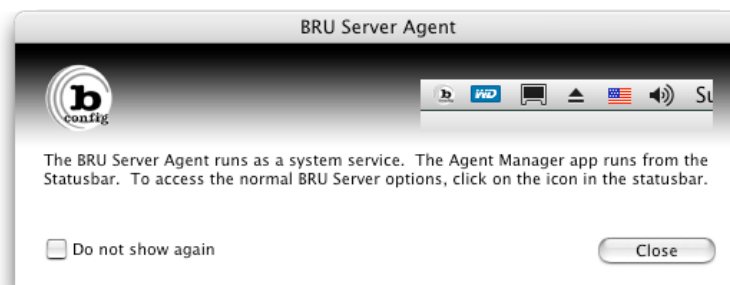 BRU Server Agent
b
config
b
WD
Su
The BRU Server Agent runs as a system service. The Agent Manager app runs from the
Statusbar. To access the normal BRU Server options, click on the icon in the statusbar.
Do not show again
Close